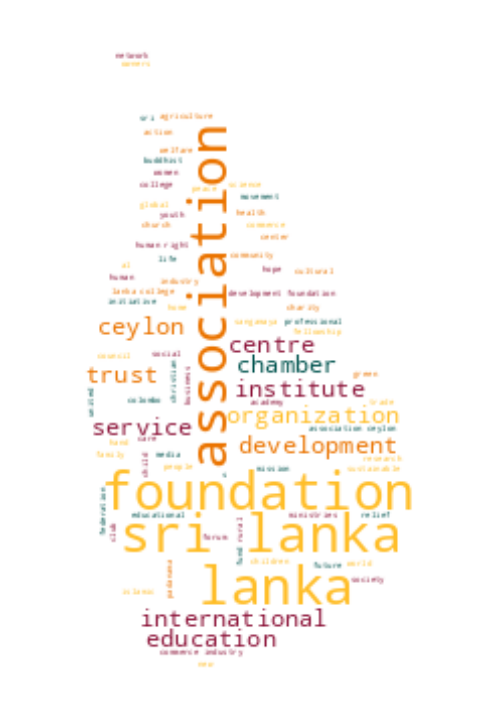 network
owners
sri agriculture
action
welfare
buddhist
women
college
peace science
movement
global
youth
health
church
commerce
center
human right
community
life
al
hope cultural
human
industry
lanka college
development foundation
initiative
home
charity
association
sangamaya professional
ceylon
fellowship
centre
council social
chamber
trust
christian
business
green
institute
united
colombo
academy
trade
organization
service
association ceylon
hand care
development
family
child
media
research
people
mission
sustainable
foundation
federation
educational
ministries relief
club
sri lanka
forum
rural
fund
children
future world
society
islamic
padanama
lanka
international
education
commerce industry
new